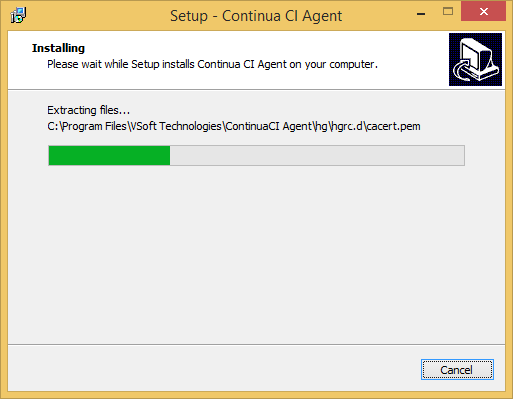 Setup - Continua CI Agent
Installing
Please wait while Setup installs Continua CI Agent on your computer.
Extracting files...
C:\Program Files\VSoft Technologies\ContinuaCI Agent\hg\hgrc.d\cacert.pem
Cancel